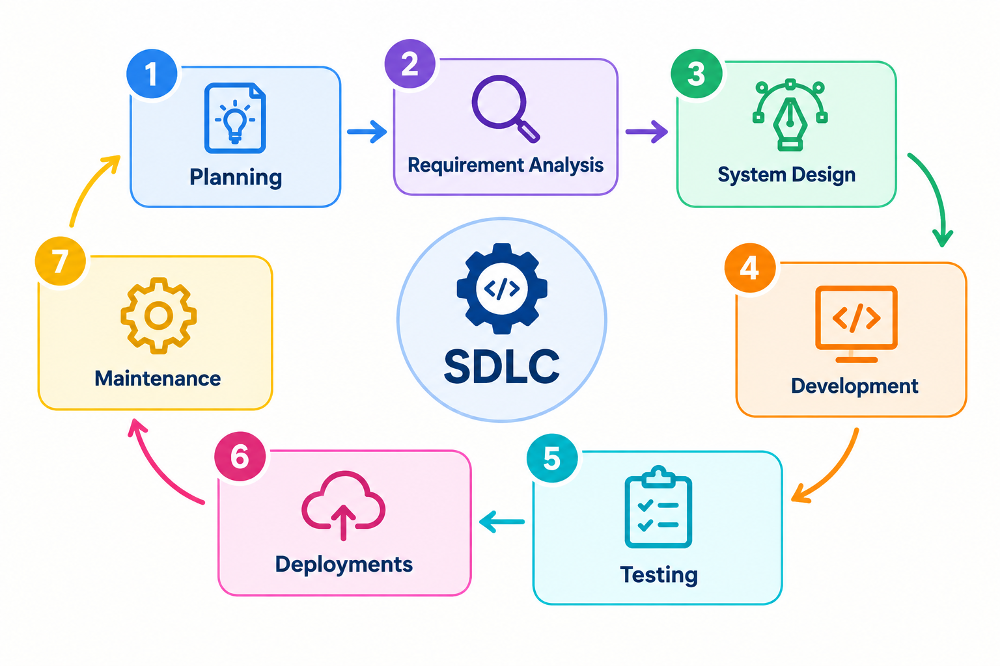 1
Planning
2
Requirement Analysis
3
System Design
4
</>
Development
5
Testing
6
Deployments
7
Maintenance
</>
SDLC